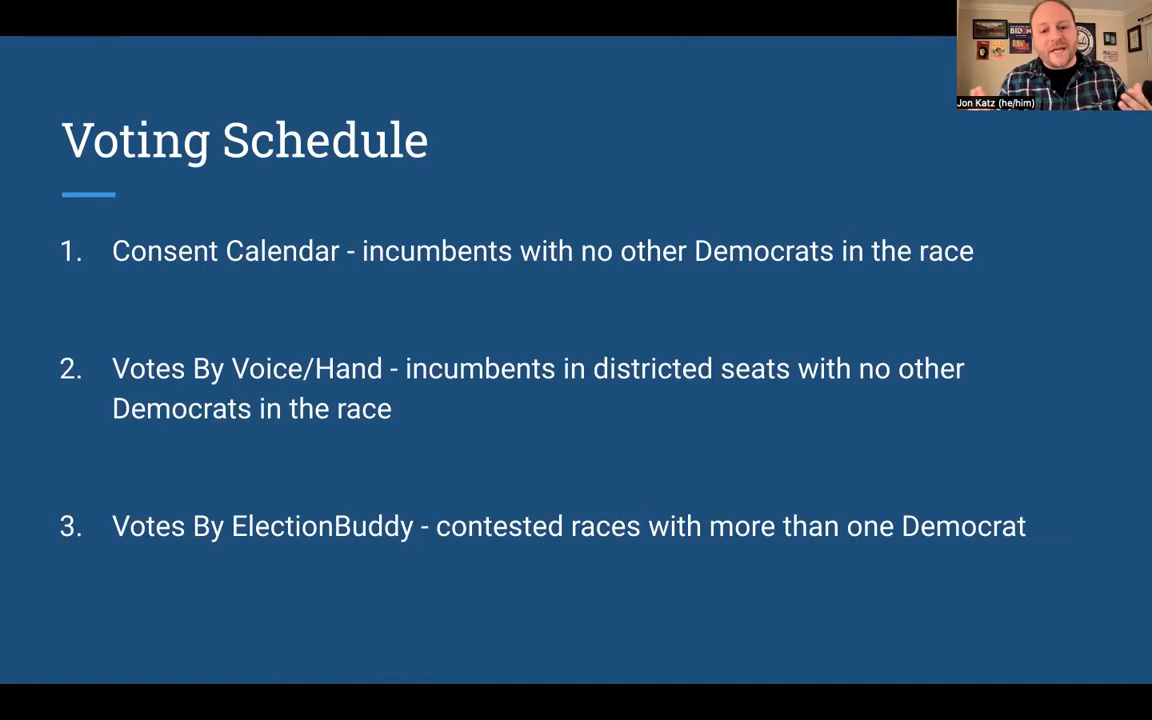 Jon Katz (he/him)
Voting Schedule
1. Consent Calendar - incumbents with no other Democrats in the race
2. Votes By Voice/Hand - incumbents in districted seats with no other
Democrats in the race
3. Votes By ElectionBuddy - contested races with more than one Democrat